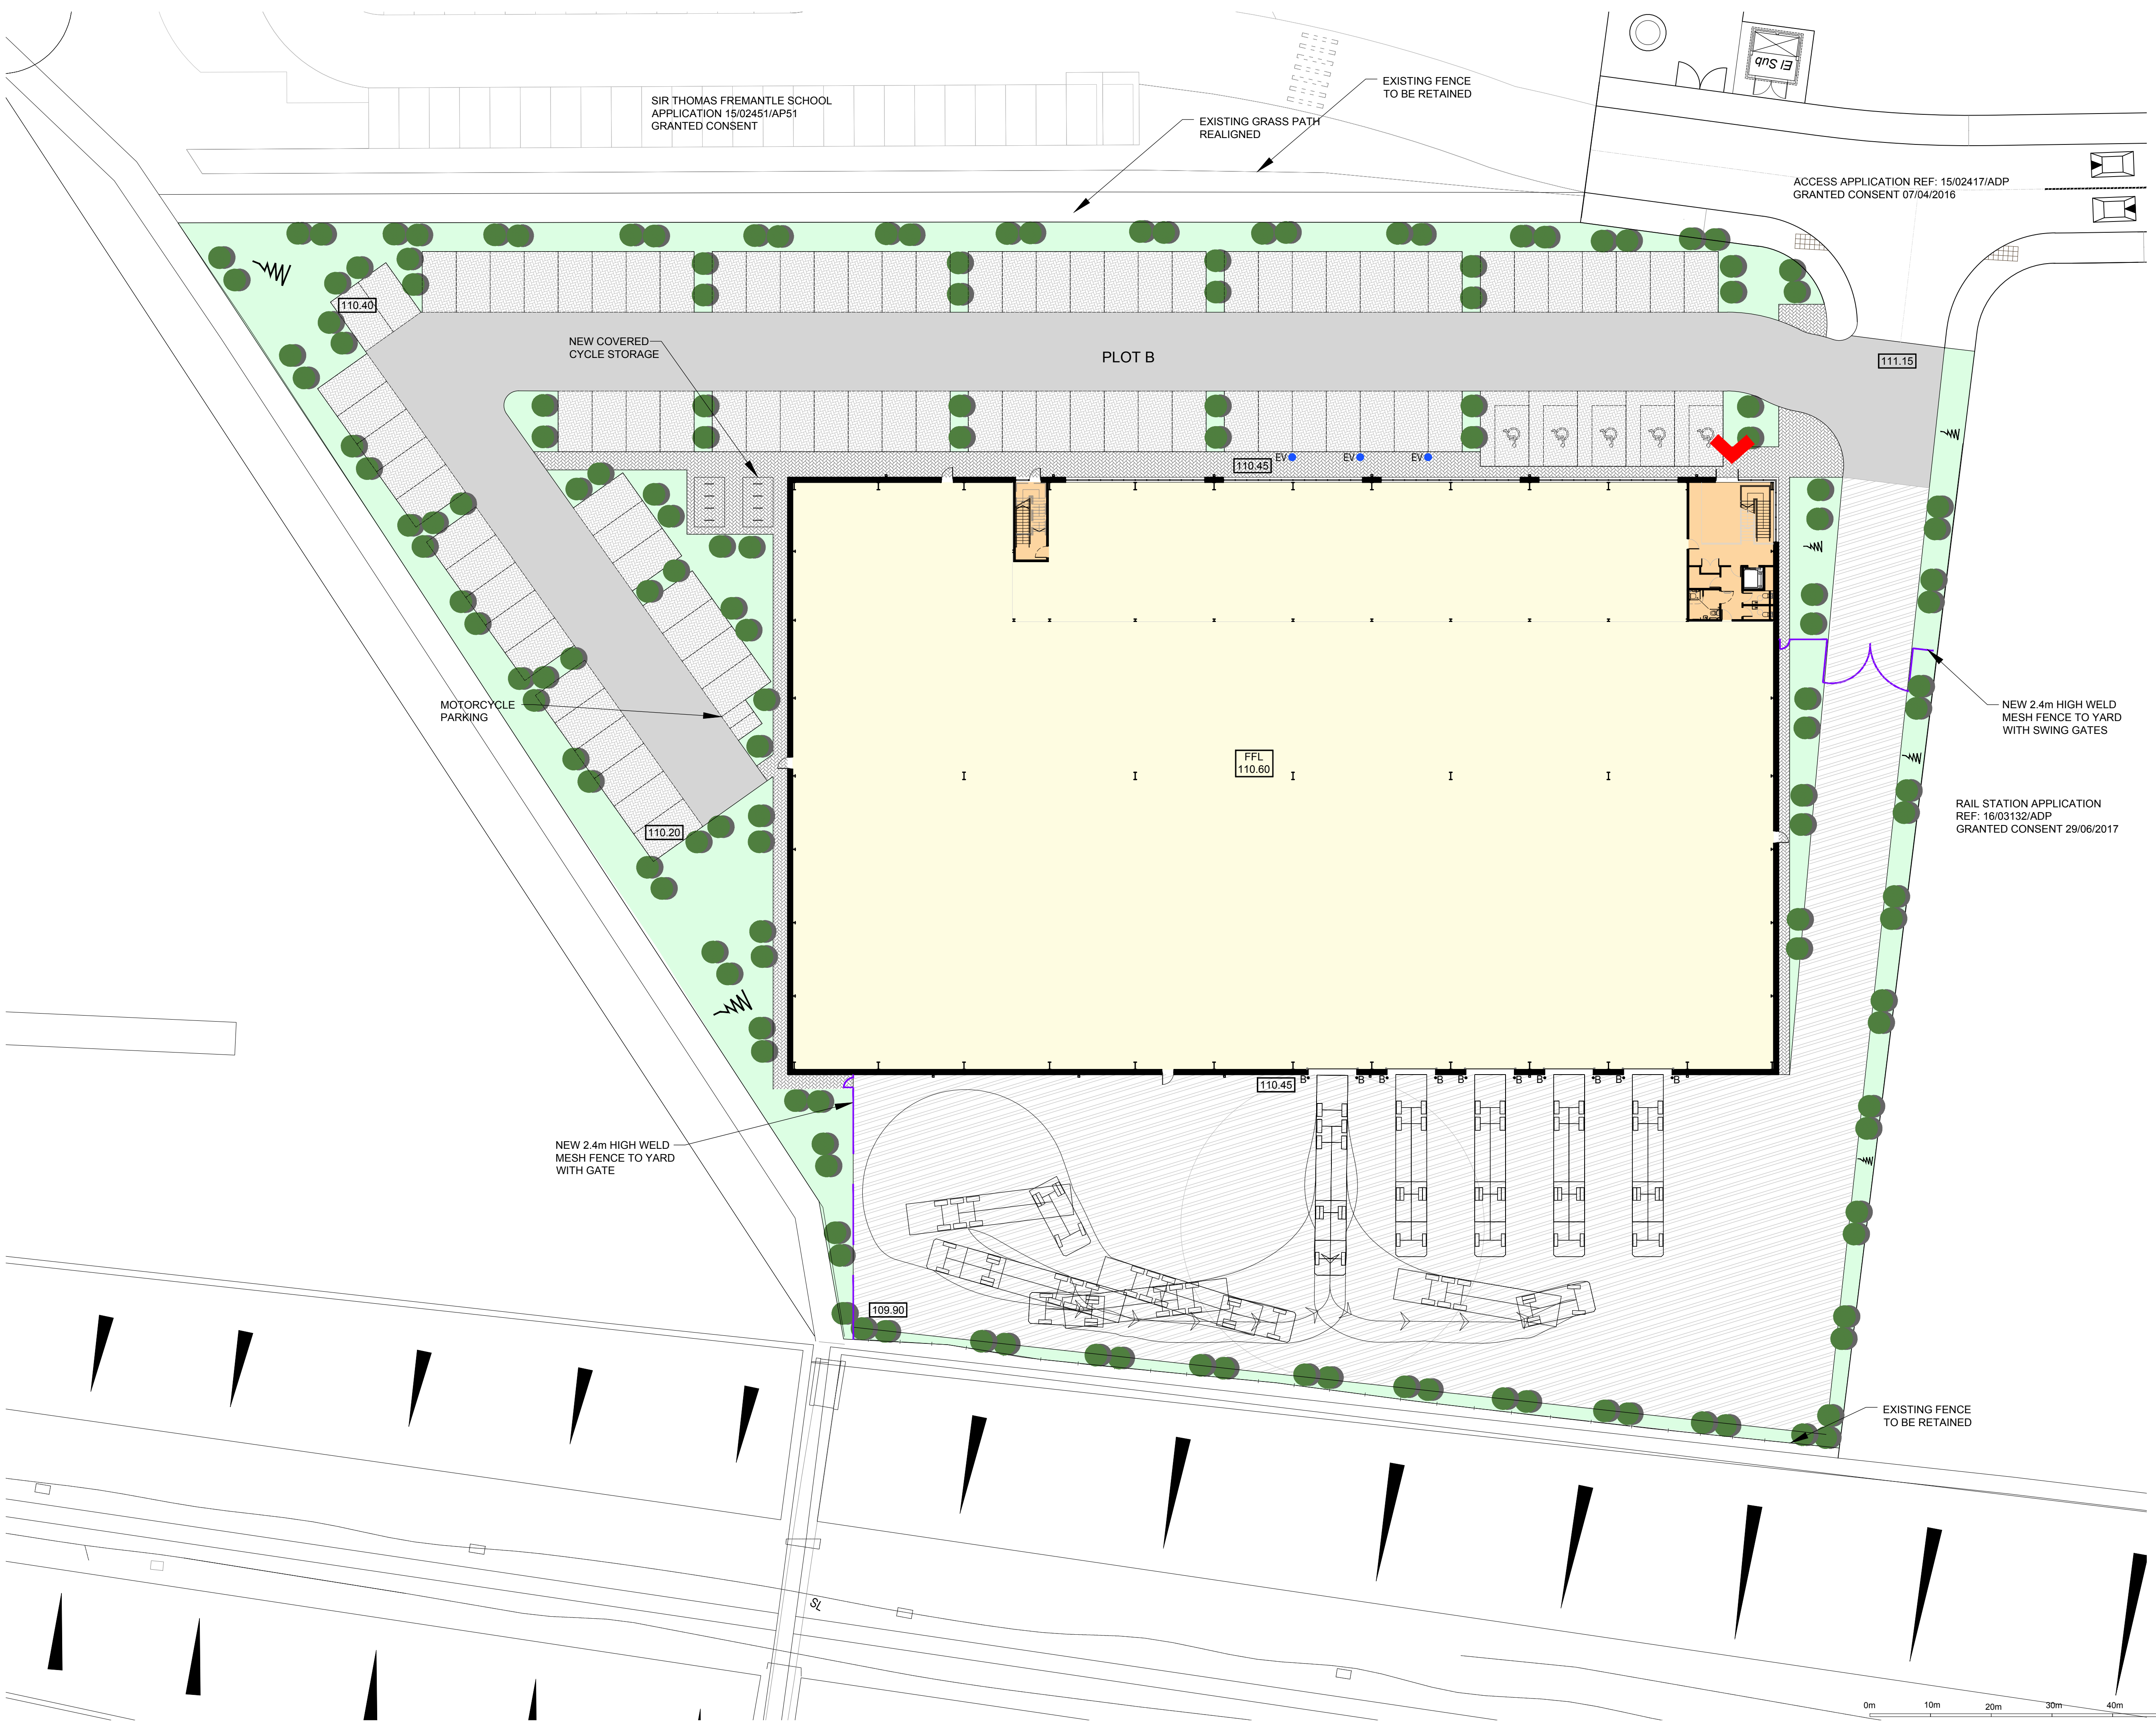 El Sub
EXISTING FENCE
TO BE RETAINED
SIR THOMAS FREMANTLE SCHOOL
APPLICATION 15/02451/AP51
GRANTED CONSENT
EXISTING GRASS PATH
REALIGNED
ACCESS APPLICATION REF: 15/02417/ADP
GRANTED CONSENT 07/04/2016
110.40
NEW COVERED
CYCLE STORAGE
PLOT B
111.15
110.45
EV
EV
EV
MOTORCYCLE
PARKING
NEW 2.4m HIGH WELD
MESH FENCE TO YARD
WITH SWING GATES
FFL
110.60
110.20
RAIL STATION APPLICATION
REF: 16/03132/ADP
GRANTED CONSENT 29/06/2017
110.45
B
B
B
B
B
B
B
B
B
B
NEW 2.4m HIGH WELD
MESH FENCE TO YARD
WITH GATE
109.90
EXISTING FENCE
TO BE RETAINED
SL
0m
10m
20m
30m
40m